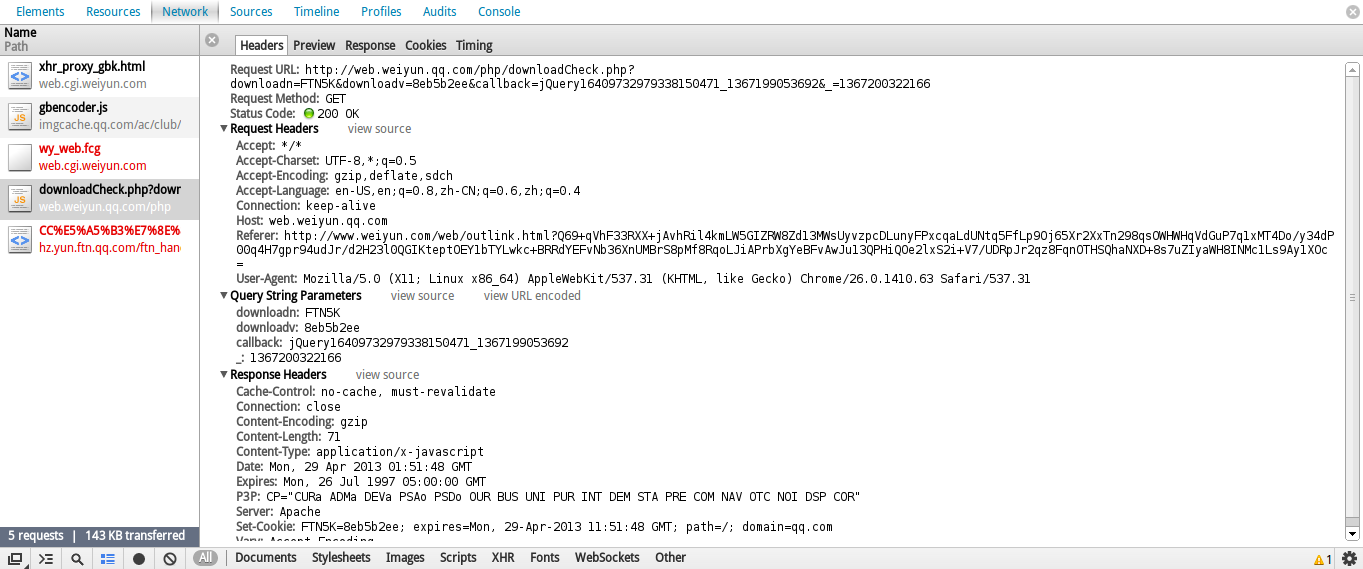 Elements Resources Network Sources Timeline Profiles Audits Console
Name
Path
xhr_proxy_gbk.html
web.cgi.weiyun.com
gbencoder.js
imgcache.qq.com/ac/club/
wy_web.fcg
web.cgi.weiyun.com
downloadCheck.php?dowr
web.weiyun.qq.com/php
CC%E5%A5%B3%E7%8E%
hz.yun.ftn.qq.com/ftn_han
5 requests | 143 KB transferred
Headers Preview Response Cookies Timing
Request URL: http://web.weiyun.qq.com/php/downloadCheck.php?
downloadn=FTN5K&downloadv=8eb5b2ee&callback=jQuery16409732979338150471_1367199053692&_=1367200322166
Request Method: GET
Status Code: 200 OK
Request Headers view source
Accept: */*
Accept-Charset: UTF-8,*;q=0.5
Accept-Encoding: gzip,deflate,sdch
Accept-Language: en-US,en;q=0.8,zh-CN;q=0.6,zh;q=0.4
Connection: keep-alive
Host: web.weiyun.qq.com
Referer: http://www.weiyun.com/web/outlink.html?Q69+qVhF33RXX+jAvhRil4kmLW5GIZRW8Zd13MWsUyvzpcDLunyFPxcqaLdUNtq5FfLp9Oj65Xr2XxTn298qsOWHWHqVdGuP7q1xMT4Do/y34dP
00q4H7gpr94udJr/d2H23l0QGIKteptOEY1bTYLwkc+BRRdYEFvNb36XnUMBrS8pMf8RqoLJiAPrbXgYeBFvAwJul3QPHiQOe2lxS2i+V7/UDRpJr2qz8FqnOTHSQhaNXD+8s7uZIyaWH8INMc1Ls9Ay1XOc
=
User-Agent: Mozilla/5.0 (X11; Linux x86_64) AppleWebKit/537.31 (KHTML, like Gecko) Chrome/26.0.1410.63 Safari/537.31
Query String Parameters view source view URL encoded
downloadn: FTN5K
downloadv: 8eb5b2ee
callback: jQuery16409732979338150471_1367199053692
_: 1367200322166
Response Headers view source
Cache-Control: no-cache, must-revalidate
Connection: close
Content-Encoding: gzip
Content-Length: 71
Content-Type: application/x-javascript
Date: Mon, 29 Apr 2013 01:51:48 GMT
Expires: Mon, 26 Jul 1997 05:00:00 GMT
P3P: CP="CURa ADMa DEVa PSAo PSDo OUR BUS UNI PUR INT DEM STA PRE COM NAV OTC NOI DSP COR"
Server: Apache
Set-Cookie: FTN5K=8eb5b2ee; expires=Mon, 29-Apr-2013 11:51:48 GMT; path=/; domain=qq.com
Vary: Accept-Encoding
All Documents Stylesheets Images Scripts XHR Fonts WebSockets Other 1